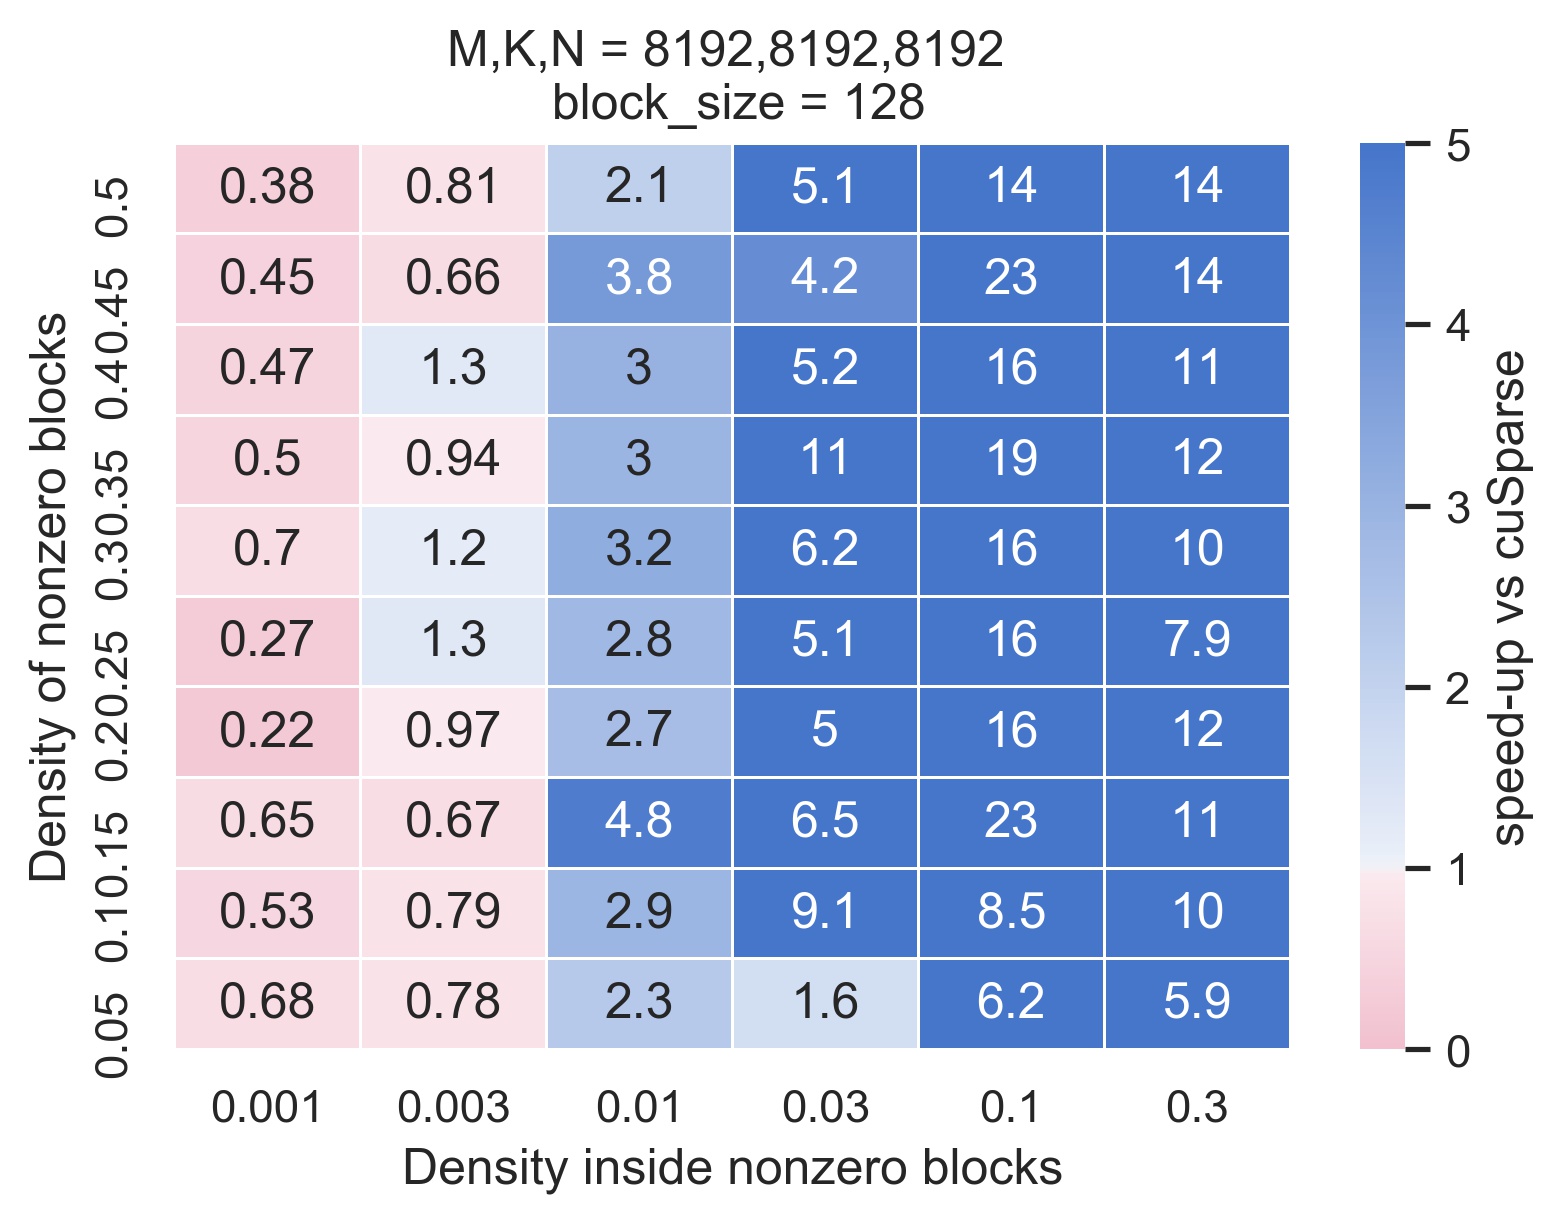 M,K,N = 8192,8192,8192
block_size = 128
Density of nonzero blocks
0.5 0.38 0.81 2.1 5.1 14 14
0.45 0.45 0.66 3.8 4.2 23 14
0.4 0.47 1.3 3 5.2 16 11
0.35 0.5 0.94 3 11 19 12
0.3 0.7 1.2 3.2 6.2 16 10
0.25 0.27 1.3 2.8 5.1 16 7.9
0.2 0.22 0.97 2.7 5 16 12
0.15 0.65 0.67 4.8 6.5 23 11
0.1 0.53 0.79 2.9 9.1 8.5 10
0.05 0.68 0.78 2.3 1.6 6.2 5.9
0.001 0.003 0.01 0.03 0.1 0.3
Density inside nonzero blocks
5
4
3
2
1
0
speed-up vs cuSparse